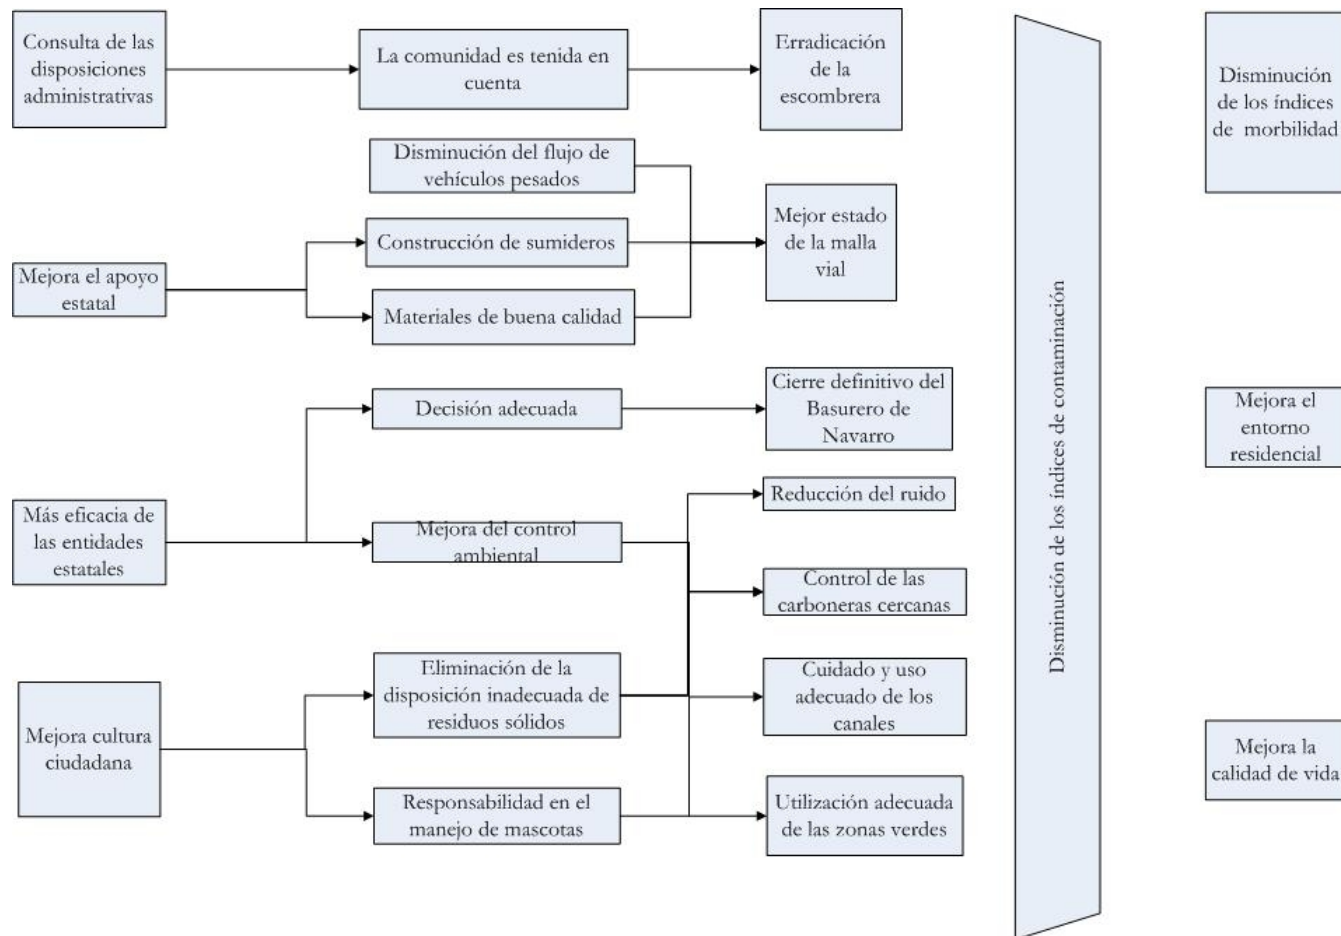 Consulta de las
disposiciones
administrativas
La comunidad es tenida en
cuenta
Erradicación
de la
escombrera
Disminución
de los índices
de morbilidad
Disminución del flujo de
vehículos pesados
Construcción de sumideros
Mejor estado
de la malla
vial
Mejora el apoyo
estatal
Materiales de buena calidad
Decisión adecuada
Cierre definitivo del
Basurero de
Navarro
Disminución de los índices de contaminación
Mejora el
entorno
residencial
Más eficacia de
las entidades
estatales
Mejora del control
ambiental
Reducción del ruido
Control de las
carboneras cercanas
Mejora cultura
ciudadana
Eliminación de la
disposición inadecuada de
residuos sólidos
Cuidado y uso
adecuado de los
canales
Mejora la
calidad de vida
Responsabilidad en el
manejo de mascotas
Utilización adecuada
de las zonas verdes